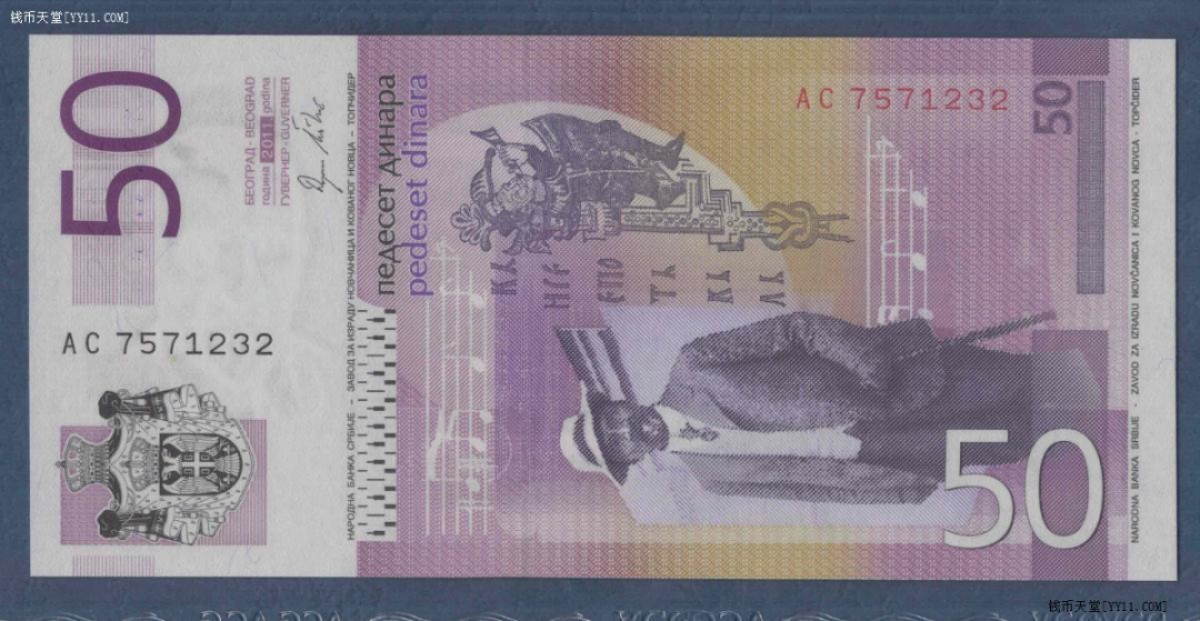 钱币天堂[YY11.COM]
50
БЕОГРАД - BEOGRAD
година 2011 godina
ГУВЕРНЕР - GUVERNER
AC 7571232
НАРОДНА БАНКА СРБИЈЕ - ЗАВОД ЗА ИЗРАДУ НОВЧАНИЦА И КОВАНОГ НОВЦА - ТОПЧИДЕР
педесет динара
pedeset dinara
AC 7571232
50
50
NARODNA BANKA SRBIJE - ZAVOD ZA IZRADU NOVČANICA I KOVANOG NOVCA - TOPČIDER
钱币天堂[YY11.COM]